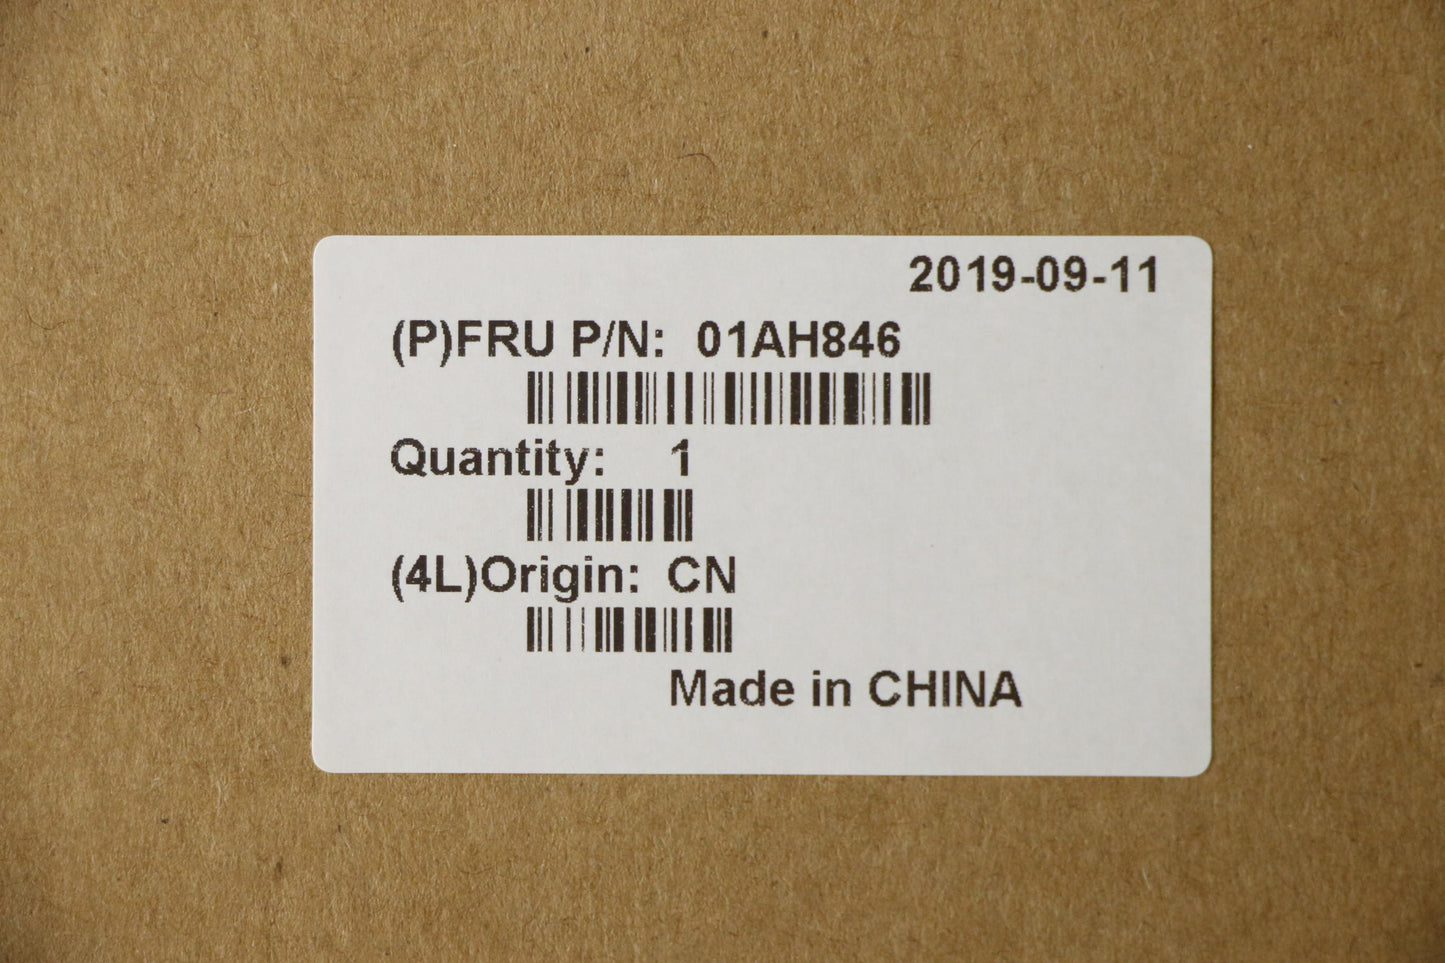 2019-09-11
(P)FRU P/N: 01AH846
Quantity: 1
(4L)Origin: CN
Made in CHINA